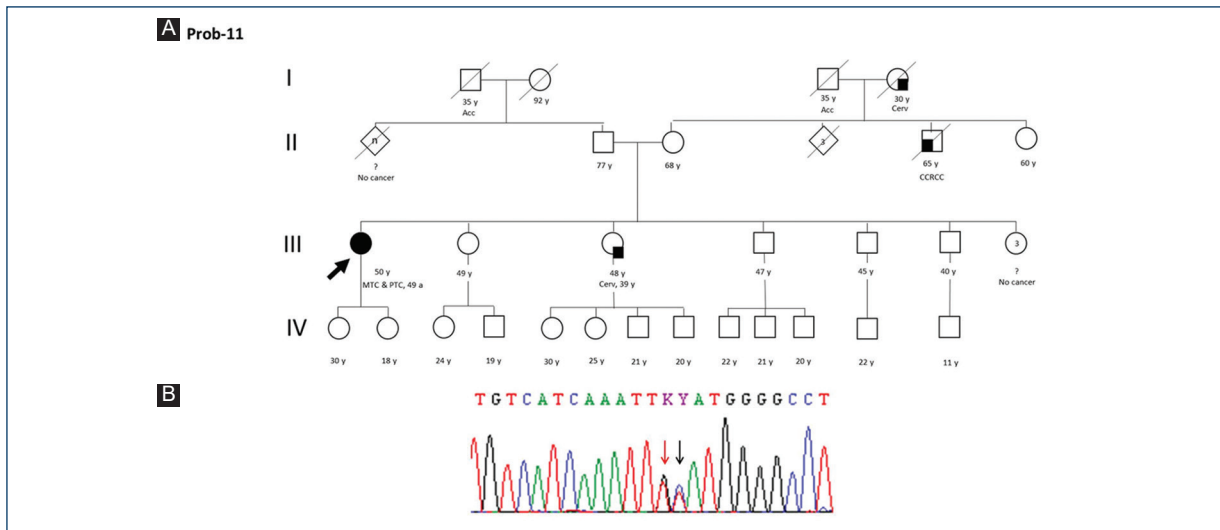 A Prob-11
I
35 y
Acc
92 y
35 y
Acc
30 y
Cerv
II
n
?
No cancer
77 y
68 y
3
65 y
CCRCC
60 y
III
50 y
MTC & PTC, 49 a
49 y
48 y
Cerv, 39 y
47 y
45 y
40 y
3
?
No cancer
IV
30 y
18 y
24 y
19 y
30 y
25 y
21 y
20 y
22 y
21 y
20 y
22 y
11 y
B
T G T C A T C A A A T T K Y A T G G G G C C T